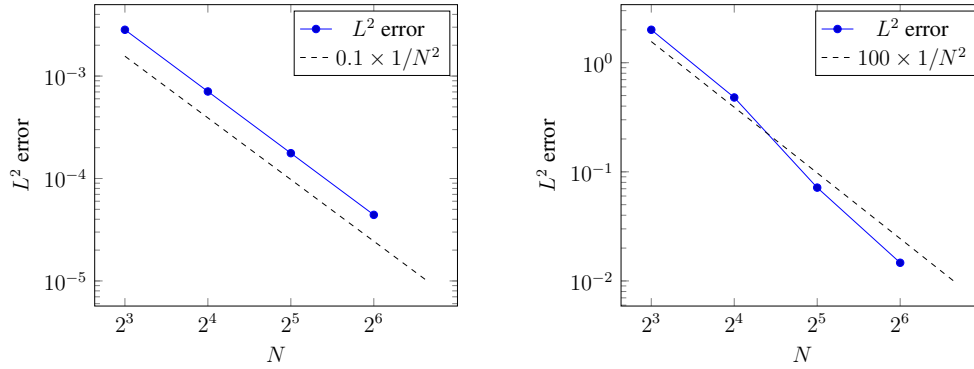 L² error
0.1 × 1/N²
10⁻³
10⁻⁴
10⁻⁵
L² error
2³ 2⁴ 2⁵ 2⁶
N
L² error
100 × 1/N²
10⁰
10⁻¹
10⁻²
L² error
2³ 2⁴ 2⁵ 2⁶
N